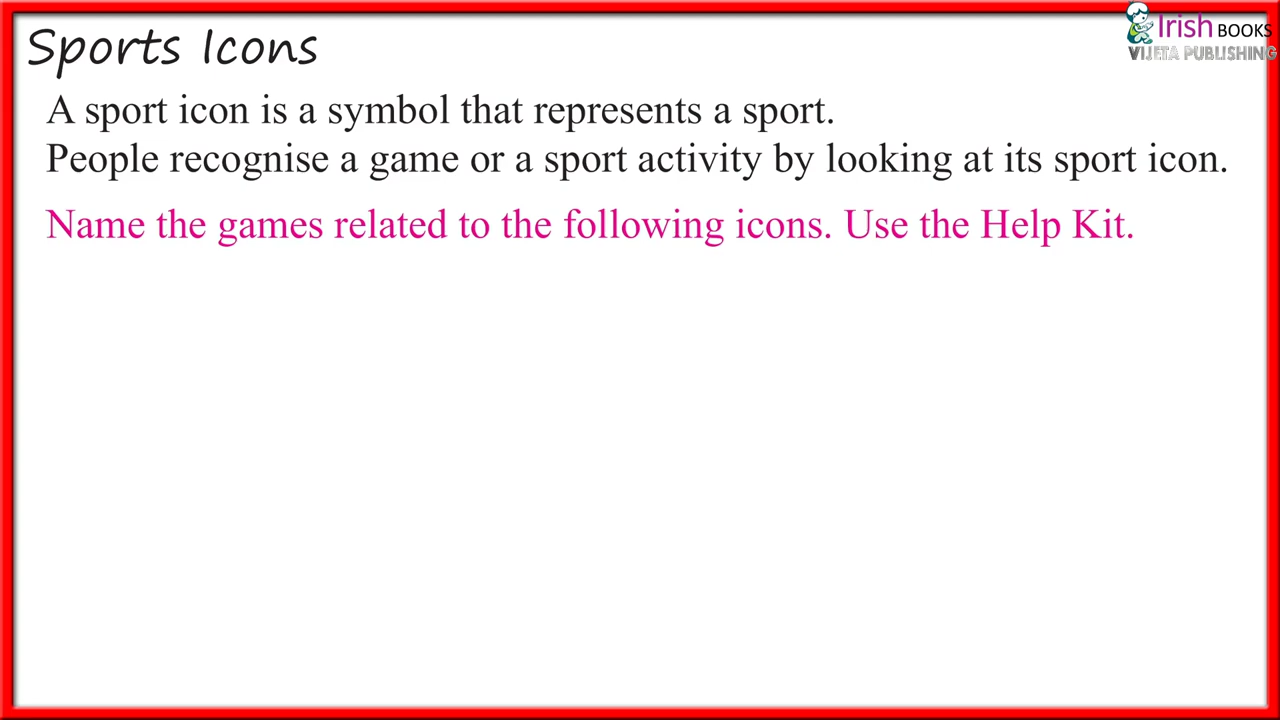 Sports Icons
Irish BOOKS
VIJETA PUBLISHING
A sport icon is a symbol that represents a sport.
People recognise a game or a sport activity by looking at its sport icon.
Name the games related to the following icons. Use the Help Kit.